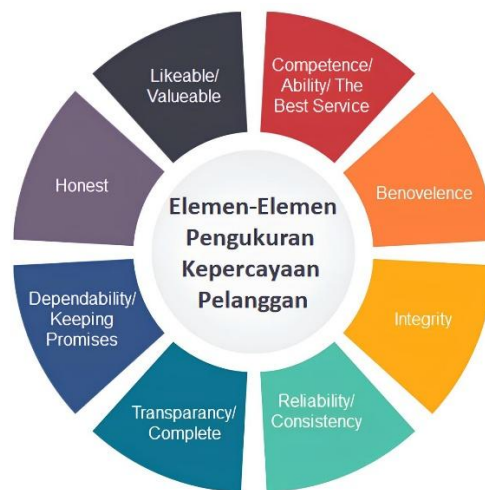 Elemen-Elemen
Pengukuran
Kepercayaan
Pelanggan
Competence/
Ability/ The
Best Service
Benovelence
Integrity
Reliability/
Consistency
Transparancy/
Complete
Dependability/
Keeping
Promises
Honest
Likeable/
Valueable